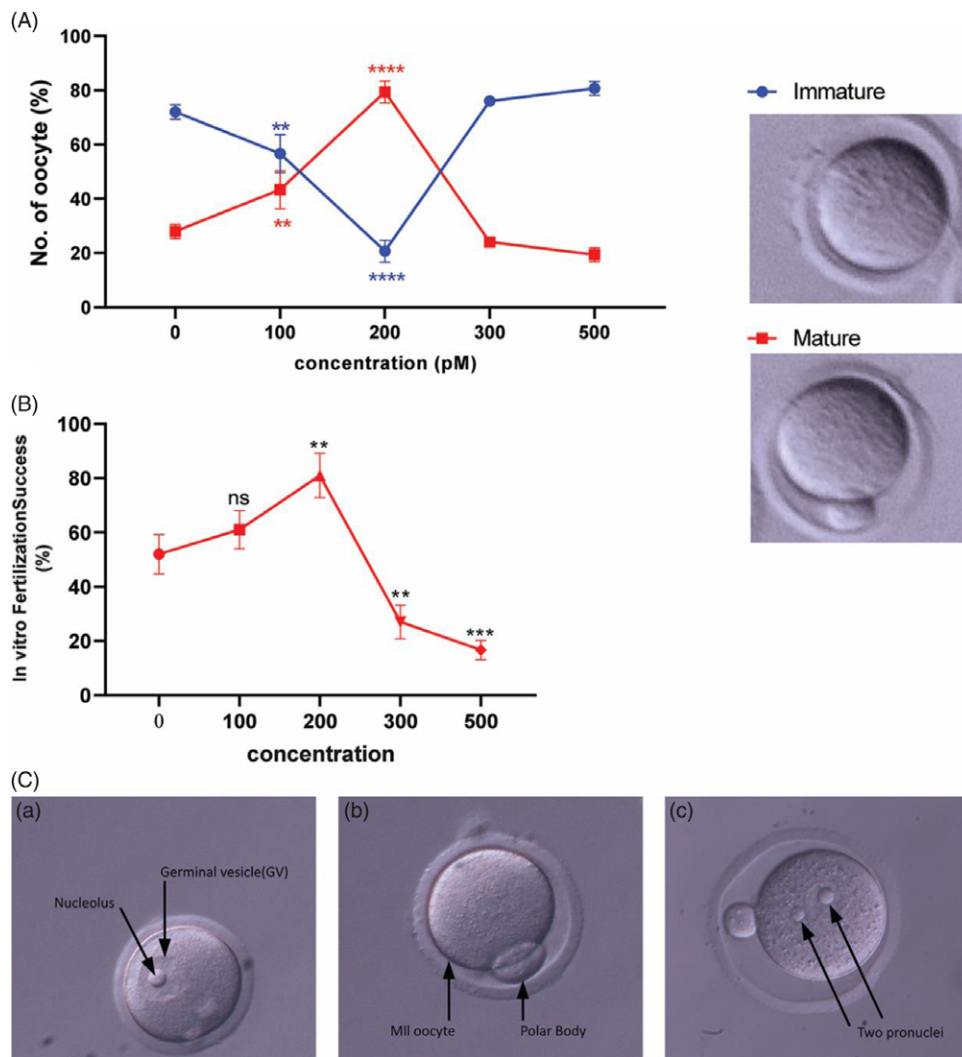 (A)
100
80
60
40
20
0
No. of oocyte (%)
**
**
****
****
0 100 200 300 500
concentration (pM)
Immature
Mature
(B)
100
80
60
40
20
0
In vitro FertilizationSuccess
(%)
ns
**
**
***
0 100 200 300 500
concentration
(C)
(a)
Germinal vesicle(GV)
Nucleolus
(b)
MII oocyte
Polar Body
(c)
Two pronuclei